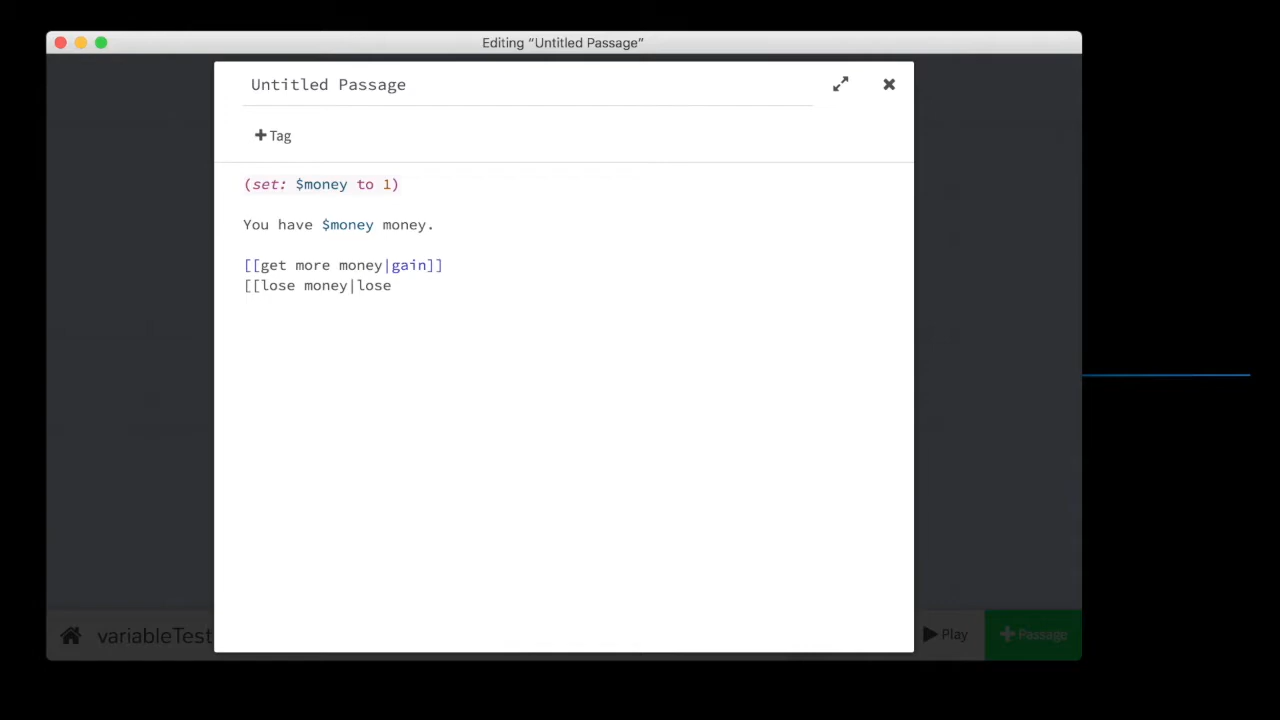 Editing “Untitled Passage”
Untitled Passage
+ Tag
(set: $money to 1)
You have $money money.
[[get more money|gain]]
[[lose money|lose
variableTest
Play
+ Passage